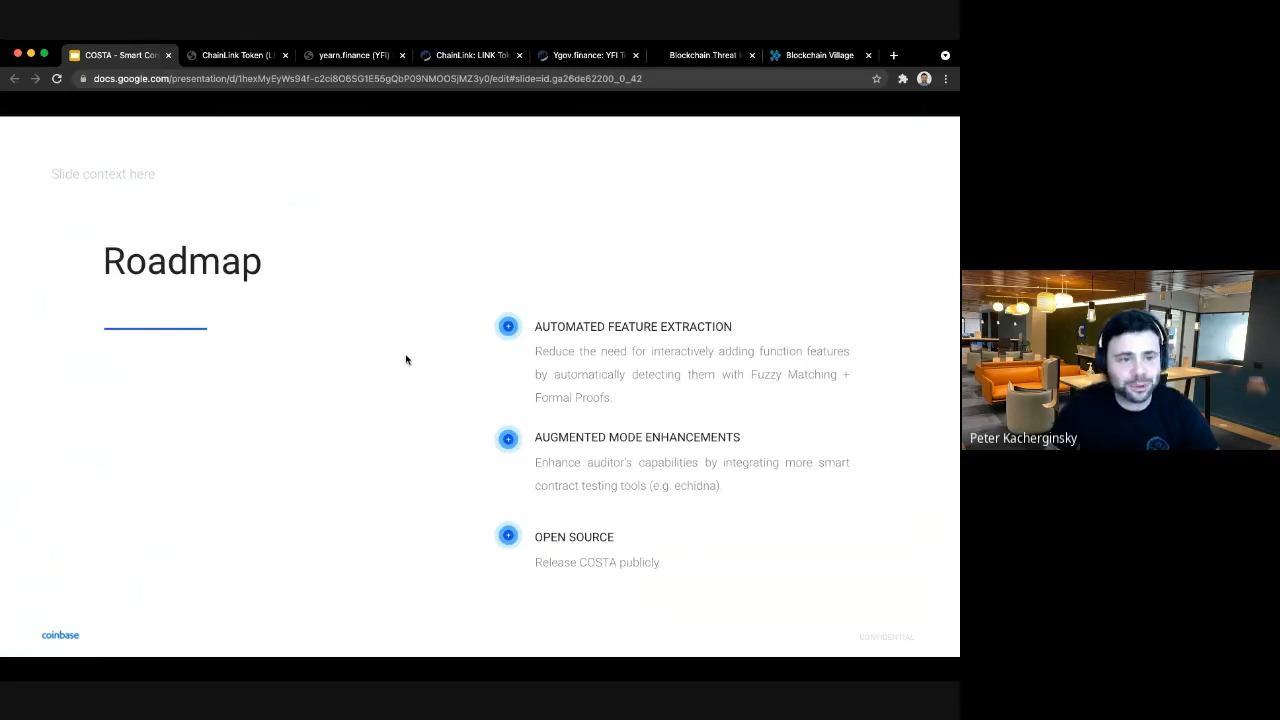 COSTA - Smart Con
ChainLink Token (L
yearn.finance (YFI)
ChainLink: LINK Tok
Ygov.finance: YFI T
Blockchain Threat
Blockchain Village
docs.google.com/presentation/d/1hexMyEyWs94f-c2ci8O6SG1E55gQbP09NMOOSjMZ3y0/edit#slide=id.ga26de62200_0_42
Slide context here
Roadmap
AUTOMATED FEATURE EXTRACTION
Reduce the need for interactively adding function features
by automatically detecting them with Fuzzy Matching +
Formal Proofs.
AUGMENTED MODE ENHANCEMENTS
Enhance auditor's capabilities by integrating more smart
contract testing tools (e.g. echidna).
OPEN SOURCE
Release COSTA publicly.
coinbase
CONFIDENTIAL
Peter Kacherginsky